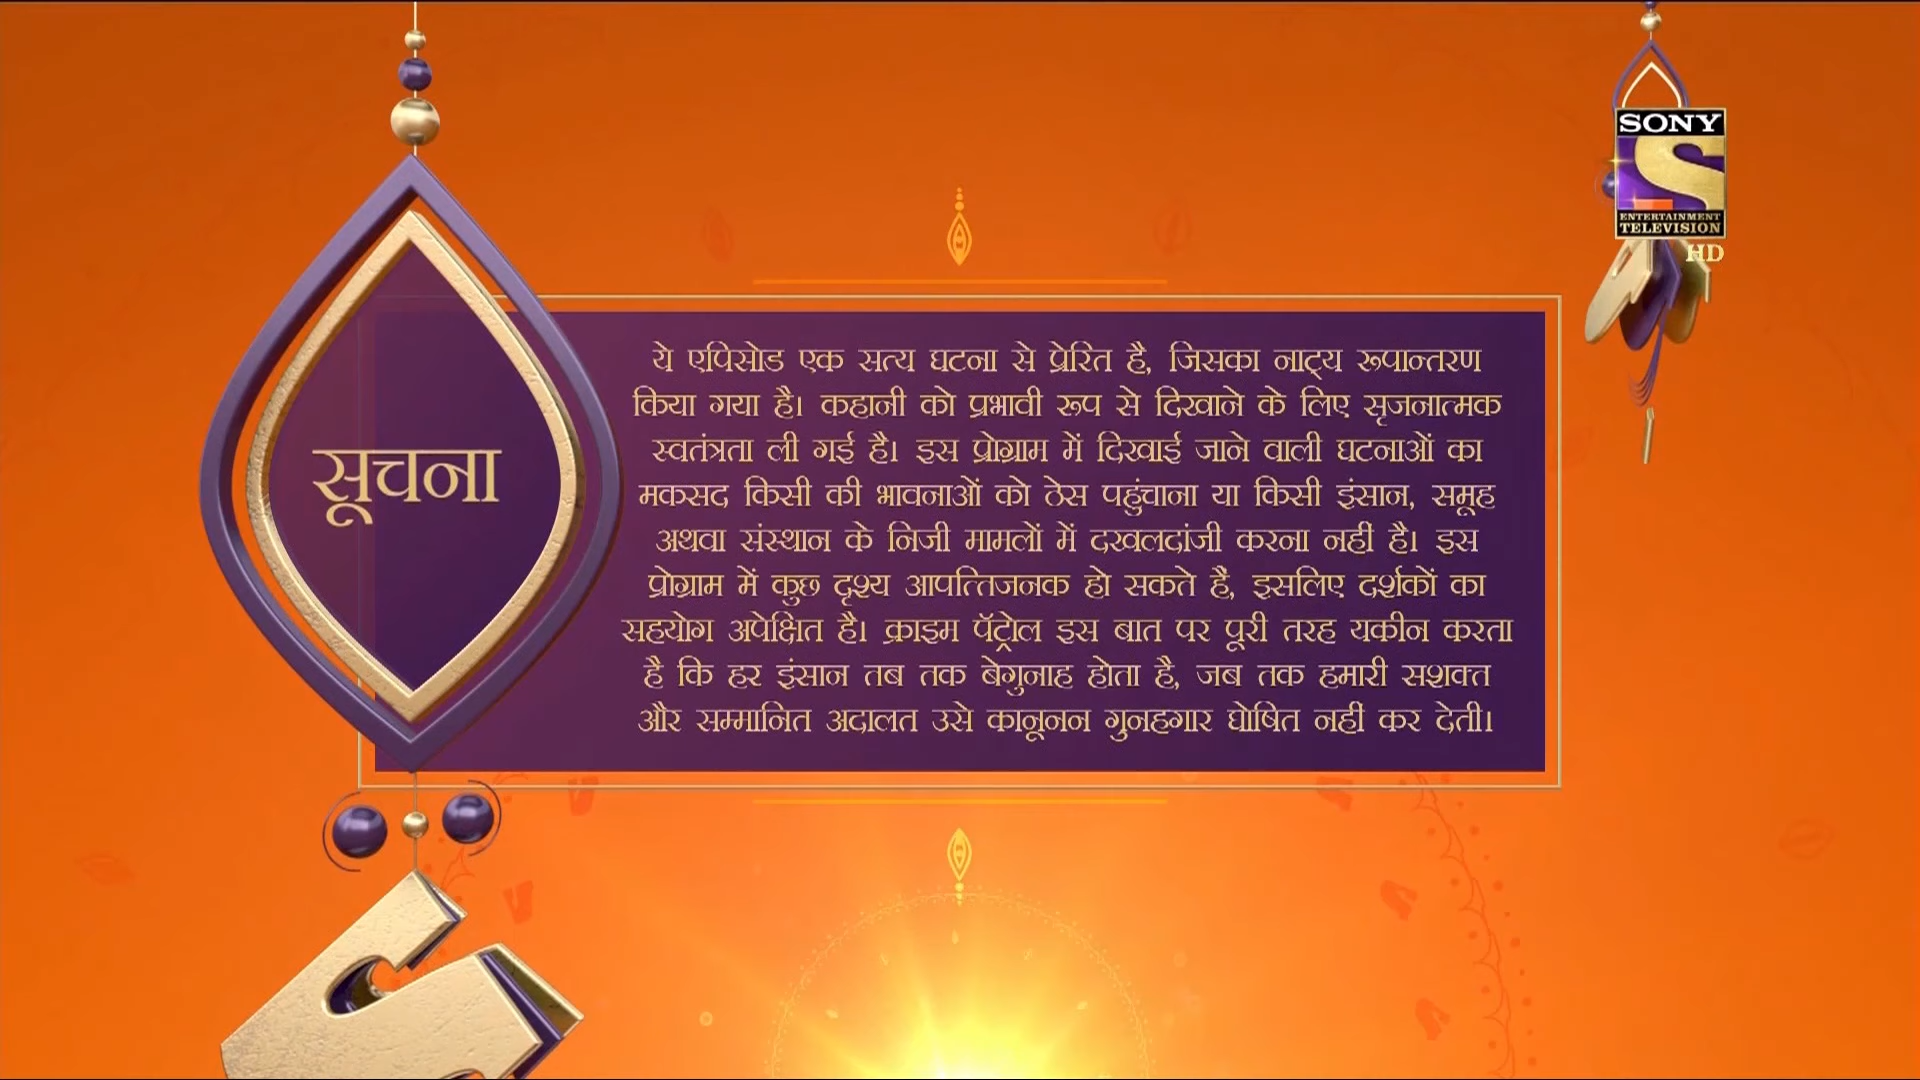 सूचना
ये एपिसोड एक सत्य घटना से प्रेरित है, जिसका नाट्य रूपान्तरण
किया गया है। कहानी को प्रभावी रूप से दिखाने के लिए सृजनात्मक
स्वतंत्रता ली गई है। इस प्रोग्राम में दिखाई जाने वाली घटनाओं का
मकसद किसी की भावनाओं को ठेस पहुंचाना या किसी इंसान, समूह
अथवा संस्थान के निजी मामलों में दखलदांजी करना नहीं है। इस
प्रोग्राम में कुछ दृश्य आपत्तिजनक हो सकते हैं, इसलिए दर्शकों का
सहयोग अपेक्षित है। क्राइम पॅट्रोल इस बात पर पूरी तरह यकीन करता
है कि हर इंसान तब तक बेगुनाह होता है, जब तक हमारी सशक्त
और सम्मानित अदालत उसे कानूनन गुनहगार घोषित नहीं कर देती।
SONY
ENTERTAINMENT
TELEVISION
HD